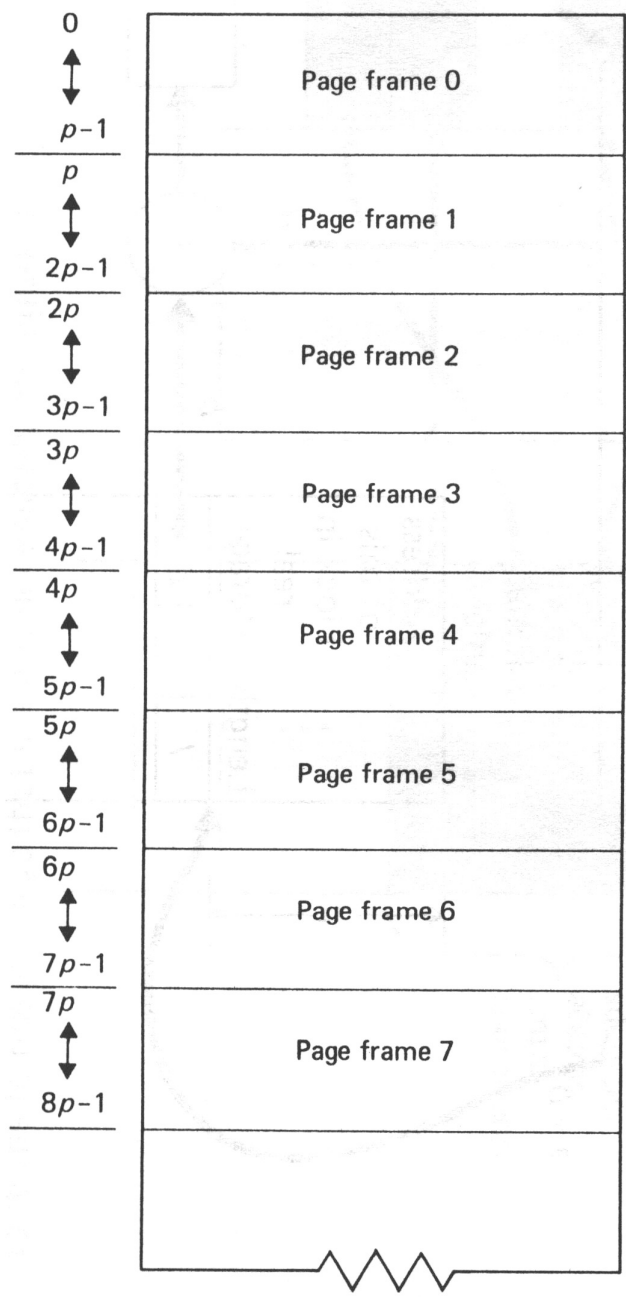 0
Page frame 0
p-1
p
Page frame 1
2p-1
2p
Page frame 2
3p-1
3p
Page frame 3
4p-1
4p
Page frame 4
5p-1
5p
Page frame 5
6p-1
6p
Page frame 6
7p-1
7p
Page frame 7
8p-1